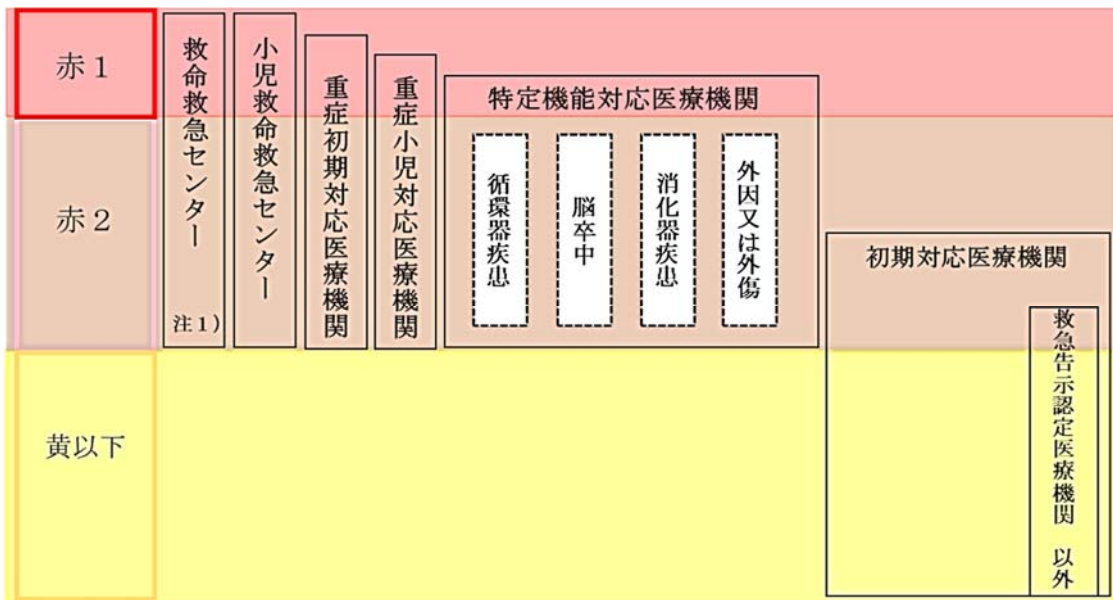 赤１
赤２
黄以下
救命救急センター　注１）
小児救命救急センター
重症初期対応医療機関
重症小児対応医療機関
特定機能対応医療機関
循環器疾患
脳卒中
消化器疾患
外因又は外傷
初期対応医療機関
救急告示認定医療機関　以外